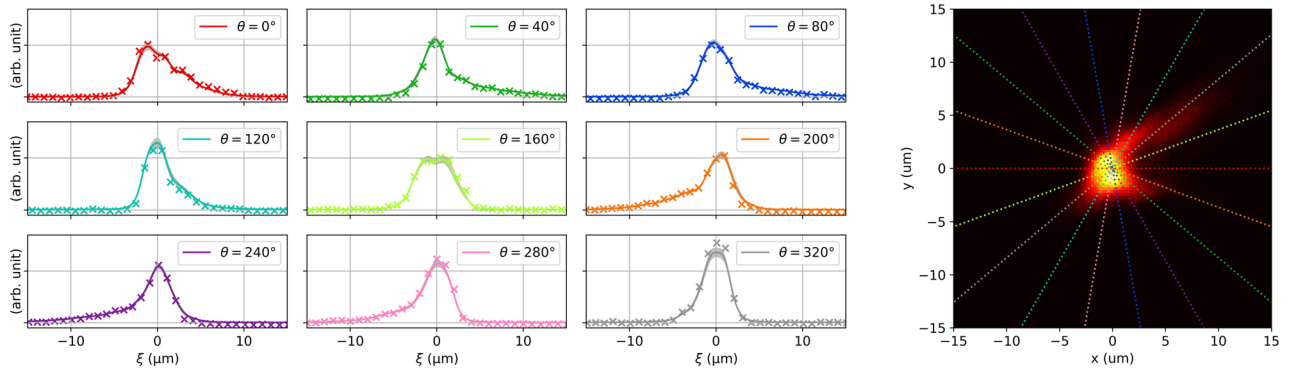 (arb. unit)
θ = 0°
θ = 40°
θ = 80°
(arb. unit)
θ = 120°
θ = 160°
θ = 200°
(arb. unit)
θ = 240°
θ = 280°
θ = 320°
−10 0 10
−10 0 10
−10 0 10
ξ (μm)
ξ (μm)
ξ (μm)
15
10
5
0
−5
−10
−15
y (um)
−15 −10 −5 0 5 10 15
x (um)